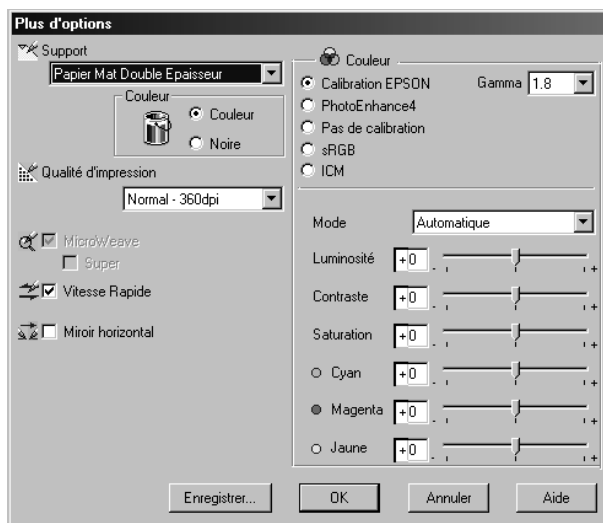 Plus d'options
Support
Papier Mat Double Epaisseur
Couleur
Couleur
Noire
Qualité d'impression
Normal - 360dpi
MicroWeave
Super
Vitesse Rapide
Miroir horizontal
Couleur
Calibration EPSON
Gamma 1.8
PhotoEnhance4
Pas de calibration
sRGB
ICM
Mode Automatique
Luminosité +0 - +
Contraste +0 - +
Saturation +0 - +
Cyan +0 - +
Magenta +0 - +
Jaune +0 - +
Enregistrer... OK Annuler Aide